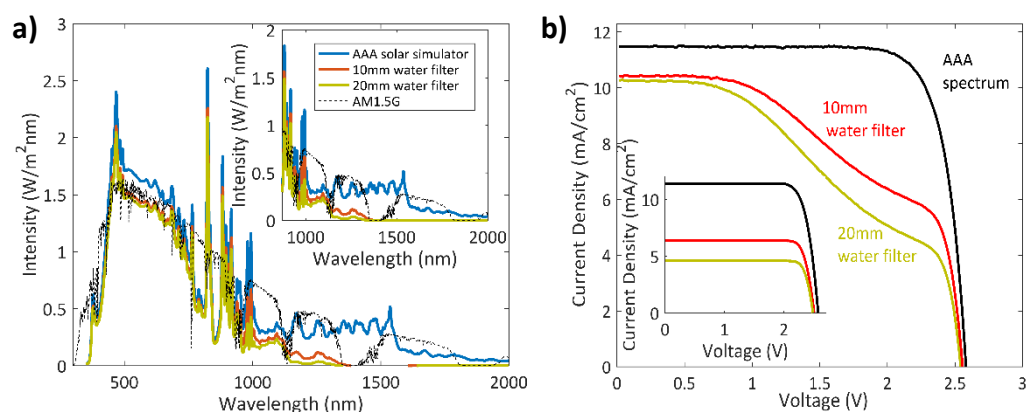 a)
Intensity (W/m²nm)
3
2.5
2
1.5
1
0.5
0
500
1000
1500
2000
Wavelength (nm)
Intensity (W/m²nm)
2
1.5
1
0.5
0
1000
1500
2000
Wavelength (nm)
AAA solar simulator
10mm water filter
20mm water filter
AM1.5G
b)
Current Density (mA/cm²)
12
10
8
6
4
2
0
0
0.5
1
1.5
2
2.5
3
Voltage (V)
AAA
spectrum
10mm
water filter
20mm
water filter
Current Density (mA/cm²)
10
5
0
0
1
2
Voltage (V)